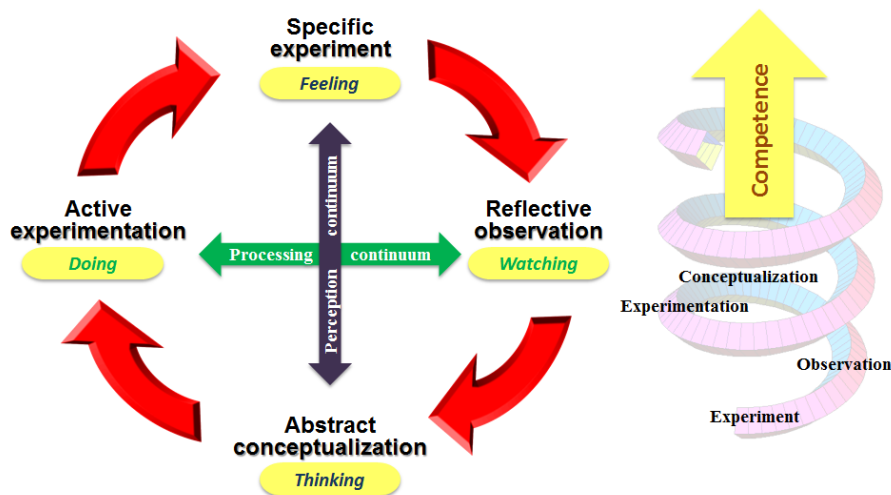 Specific
experiment
Feeling
Active
experimentation
Doing
Reflective
observation
Watching
Processing continuum
Perception continuum
Abstract
conceptualization
Thinking
Competence
Conceptualization
Experimentation
Observation
Experiment